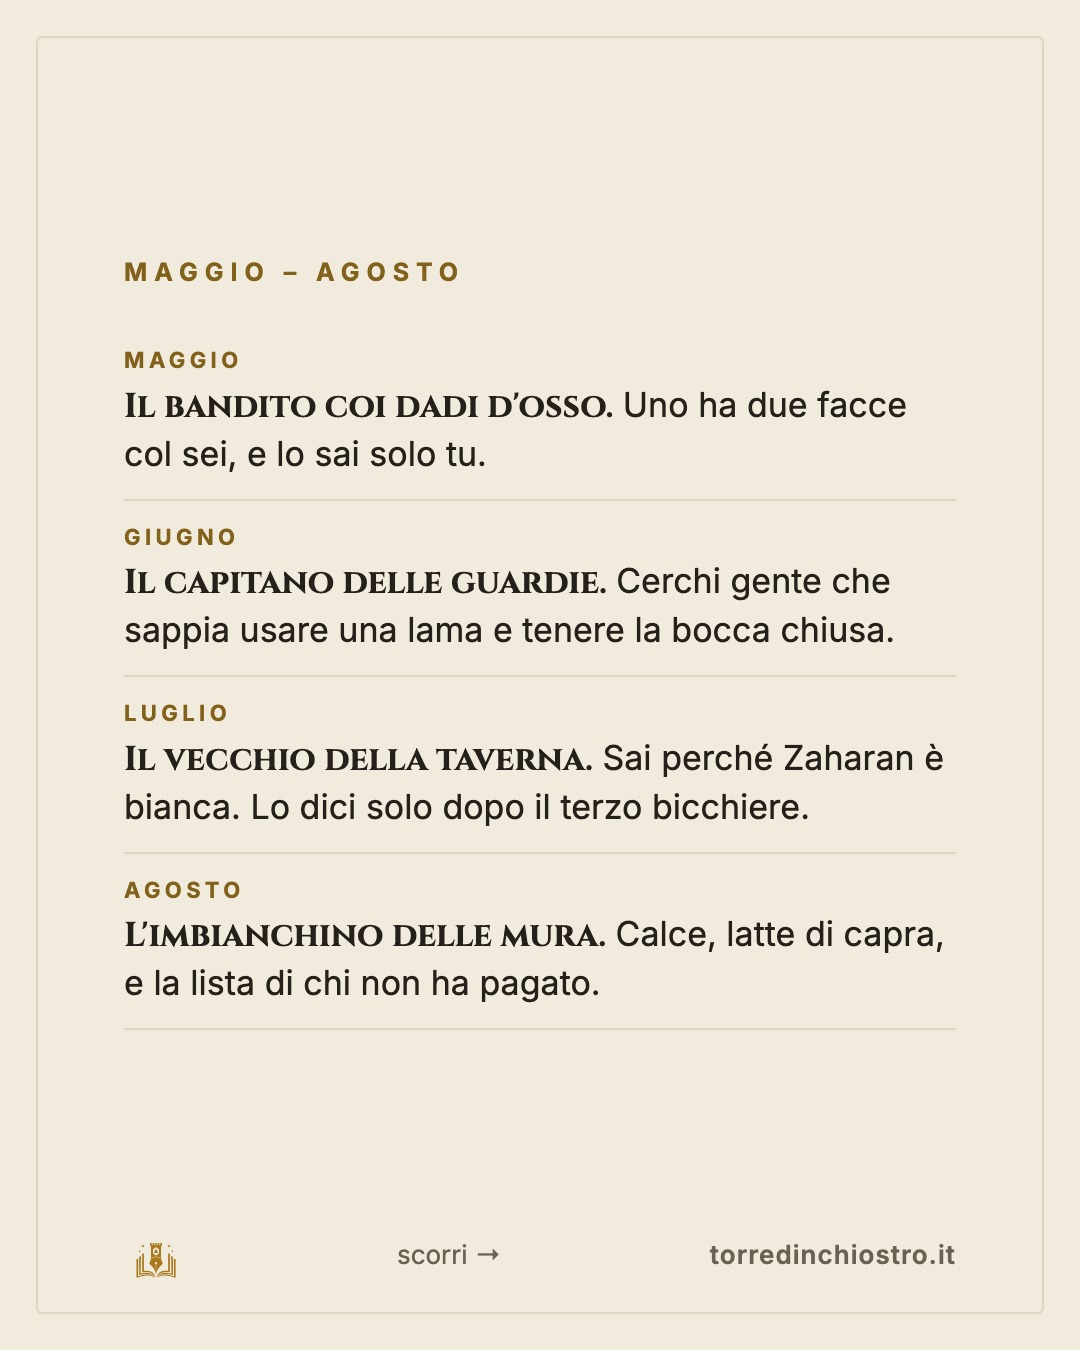 MAGGIO – AGOSTO
MAGGIO
Il bandito coi dadi d'osso. Uno ha due facce
col sei, e lo sai solo tu.
GIUGNO
Il capitano delle guardie. Cerchi gente che
sappia usare una lama e tenere la bocca chiusa.
LUGLIO
Il vecchio della taverna. Sai perché Zaharan è
bianca. Lo dici solo dopo il terzo bicchiere.
AGOSTO
L'imbianchino delle mura. Calce, latte di capra,
e la lista di chi non ha pagato.
scorri →
torredinchiostro.it